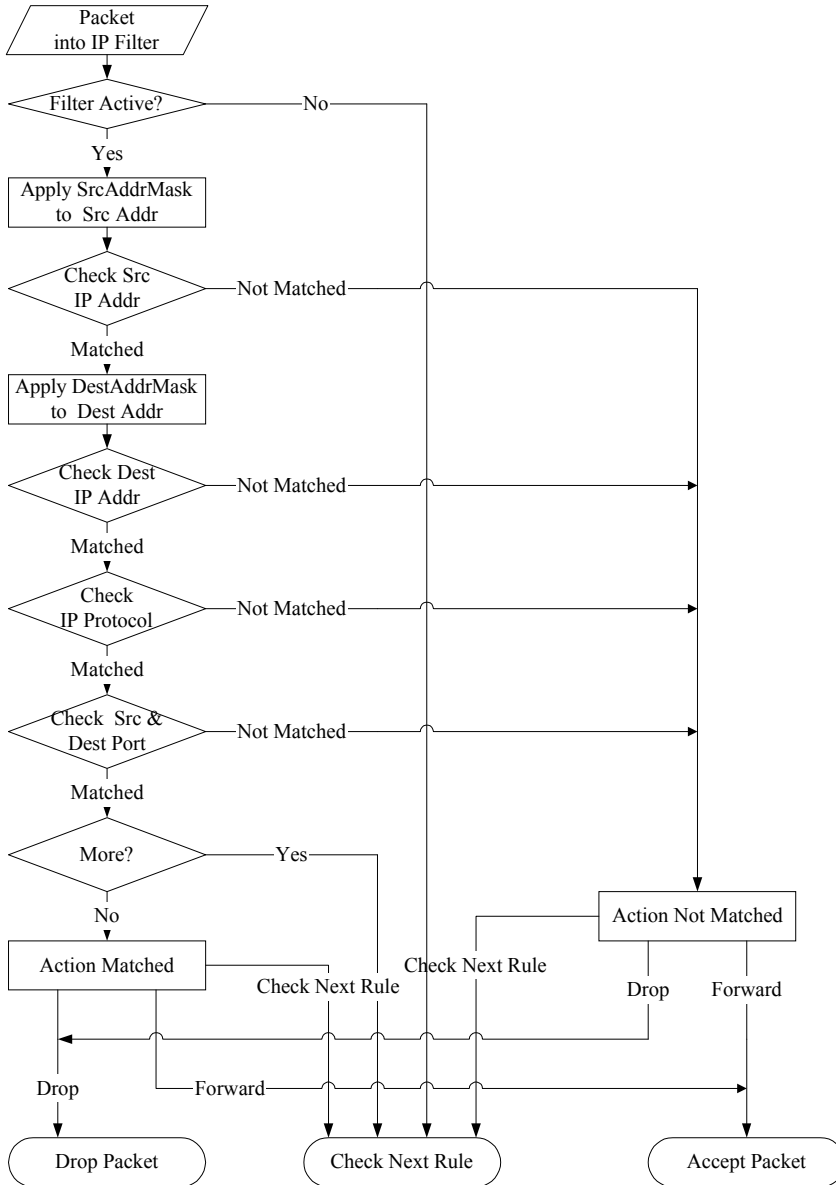 Packet
into IP Filter
Filter Active?
No
Yes
Apply SrcAddrMask
to Src Addr
Check Src
IP Addr
Not Matched
Matched
Apply DestAddrMask
to Dest Addr
Check Dest
IP Addr
Not Matched
Matched
Check
IP Protocol
Not Matched
Matched
Check Src &
Dest Port
Not Matched
Matched
More?
Yes
No
Action Not Matched
Action Matched
Check Next Rule
Check Next Rule
Drop
Forward
Drop
Forward
Drop Packet
Check Next Rule
Accept Packet